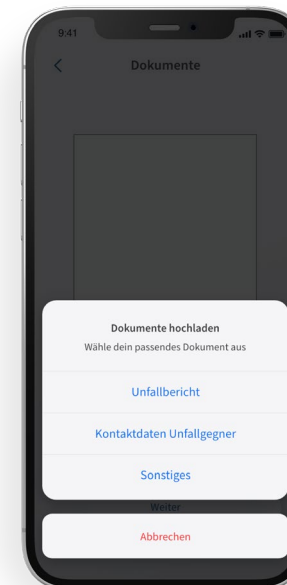 9:41
Dokumente
Dokumente hochladen
Wähle dein passendes Dokument aus
Unfallbericht
Kontaktdaten Unfallgegner
Sonstiges
Weiter
Abbrechen